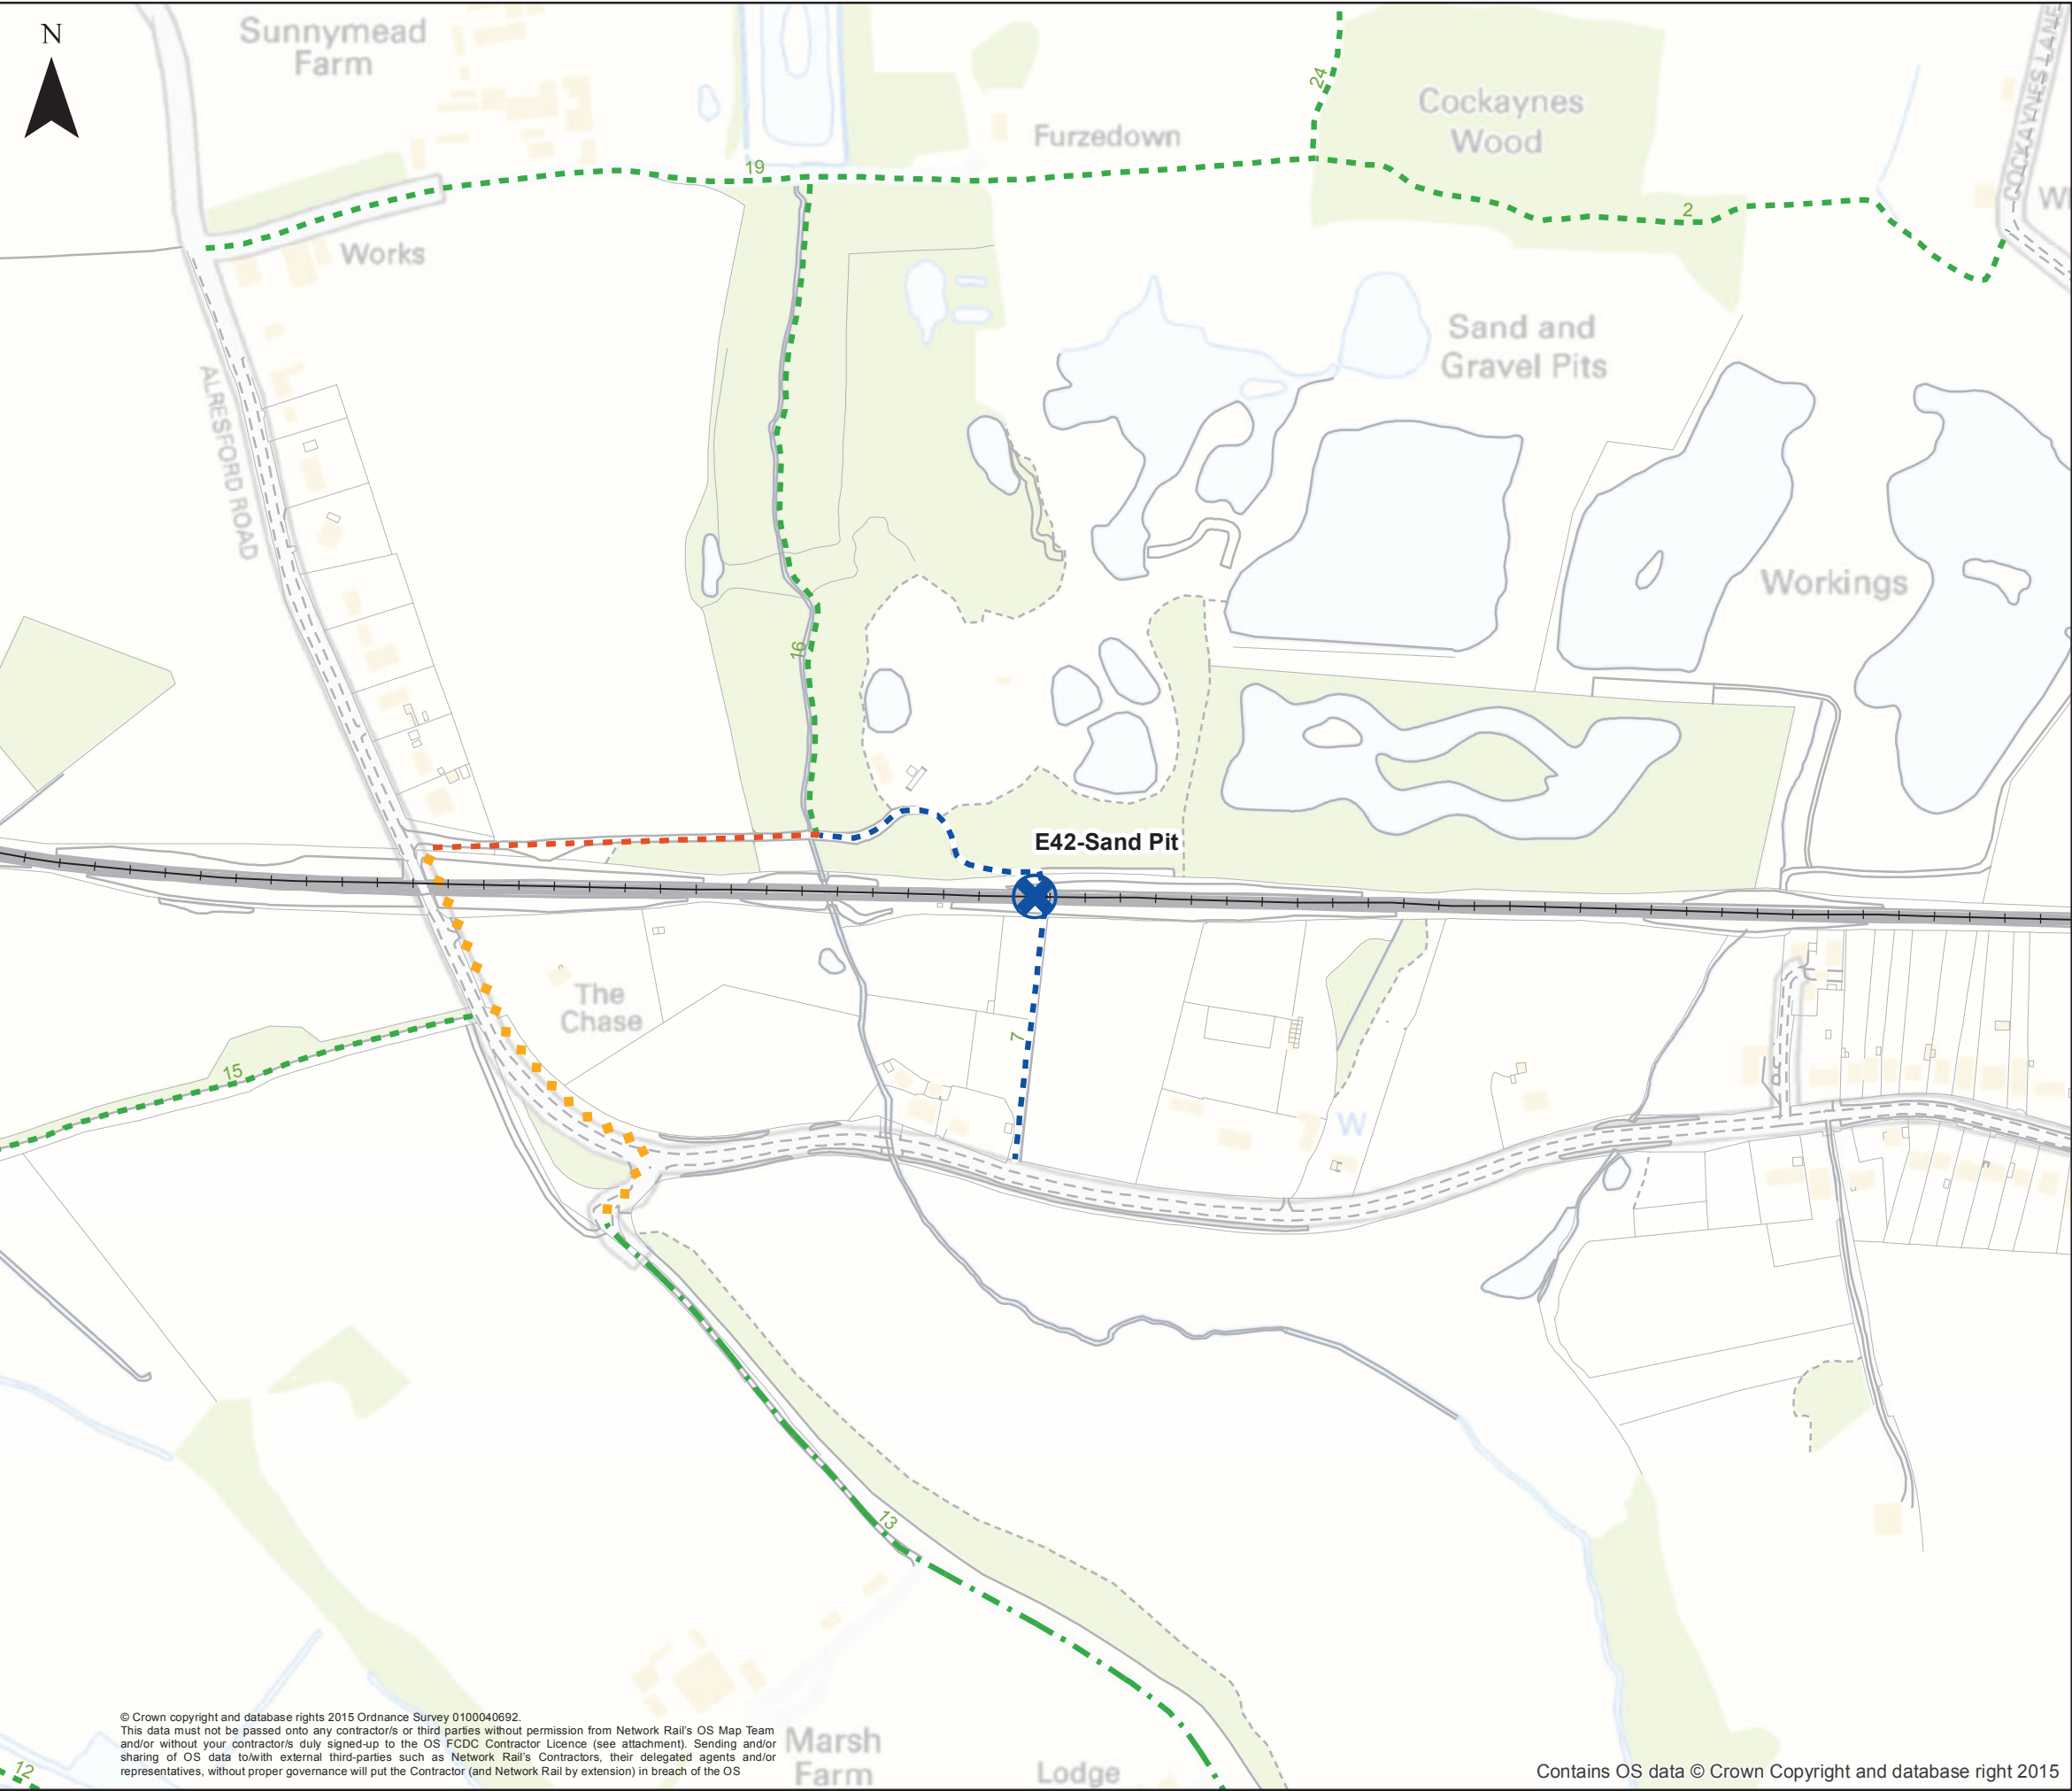 N
Sunnymead
Farm
24
Cockaynes
Wood
COCKAYNES LANE
Furzedown
19
2
Works
Sand and
Gravel Pits
ALRESFORD ROAD
Workings
16
E42-Sand Pit
The
Chase
7
15
W
13
© Crown copyright and database rights 2015 Ordnance Survey 0100040692.
This data must not be passed onto any contractor/s or third parties without permission from Network Rail's OS Map Team
and/or without your contractor/s duly signed-up to the OS FCDC Contractor Licence (see attachment). Sending and/or
sharing of OS data to/with external third-parties such as Network Rail's Contractors, their delegated agents and/or
representatives, without proper governance will put the Contractor (and Network Rail by extension) in breach of the OS
Marsh
Farm
Lodge
12
Contains OS data © Crown Copyright and database right 2015